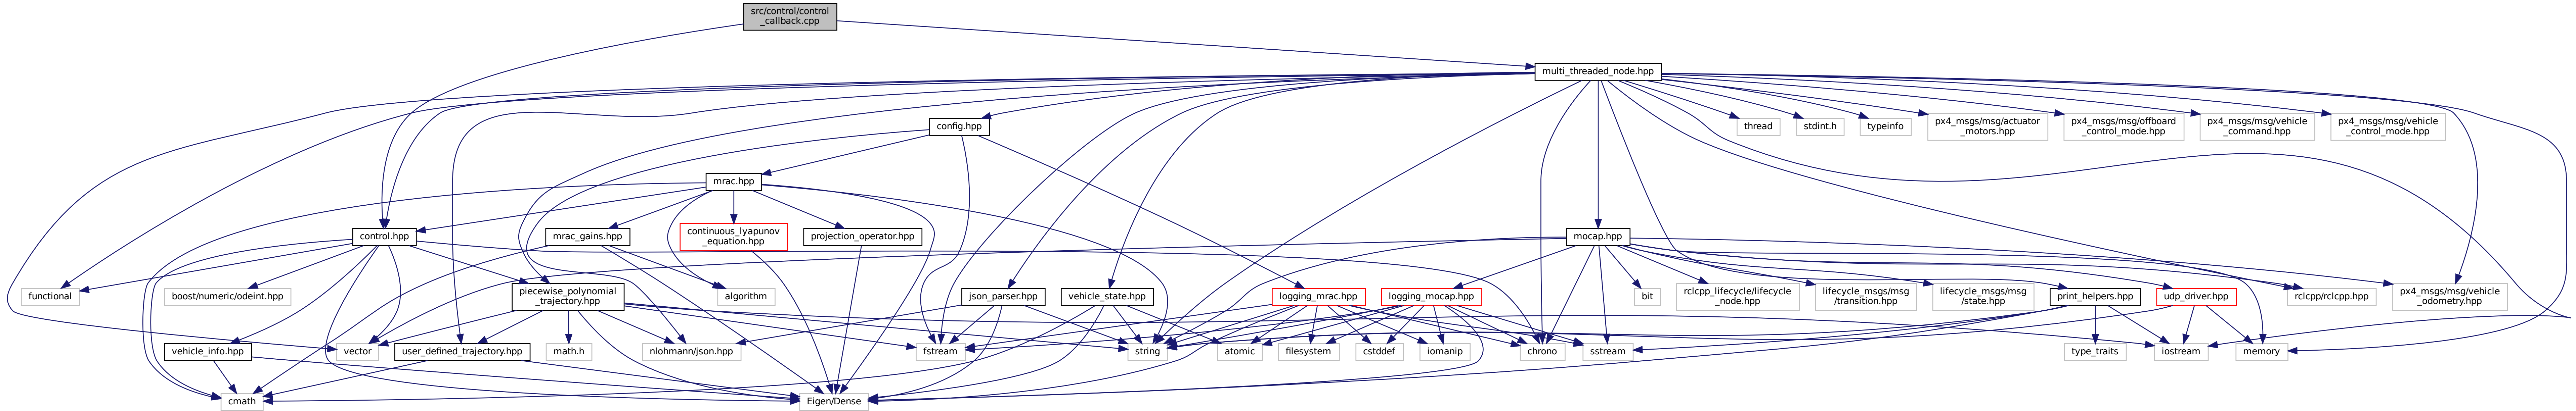 src/control/control
_callback.cpp
multi_threaded_node.hpp
config.hpp
thread
stdint.h
typeinfo
px4_msgs/msg/actuator
_motors.hpp
px4_msgs/msg/offboard
_control_mode.hpp
px4_msgs/msg/vehicle
_command.hpp
px4_msgs/msg/vehicle
_control_mode.hpp
mrac.hpp
control.hpp
mrac_gains.hpp
continuous_lyapunov
_equation.hpp
projection_operator.hpp
mocap.hpp
functional
boost/numeric/odeint.hpp
piecewise_polynomial
_trajectory.hpp
algorithm
json_parser.hpp
vehicle_state.hpp
logging_mrac.hpp
logging_mocap.hpp
bit
rclcpp_lifecycle/lifecycle
_node.hpp
lifecycle_msgs/msg
/transition.hpp
lifecycle_msgs/msg
/state.hpp
print_helpers.hpp
udp_driver.hpp
rclcpp/rclcpp.hpp
px4_msgs/msg/vehicle
_odometry.hpp
vehicle_info.hpp
vector
user_defined_trajectory.hpp
math.h
nlohmann/json.hpp
fstream
string
atomic
filesystem
cstddef
iomanip
chrono
sstream
type_traits
iostream
memory
cmath
Eigen/Dense